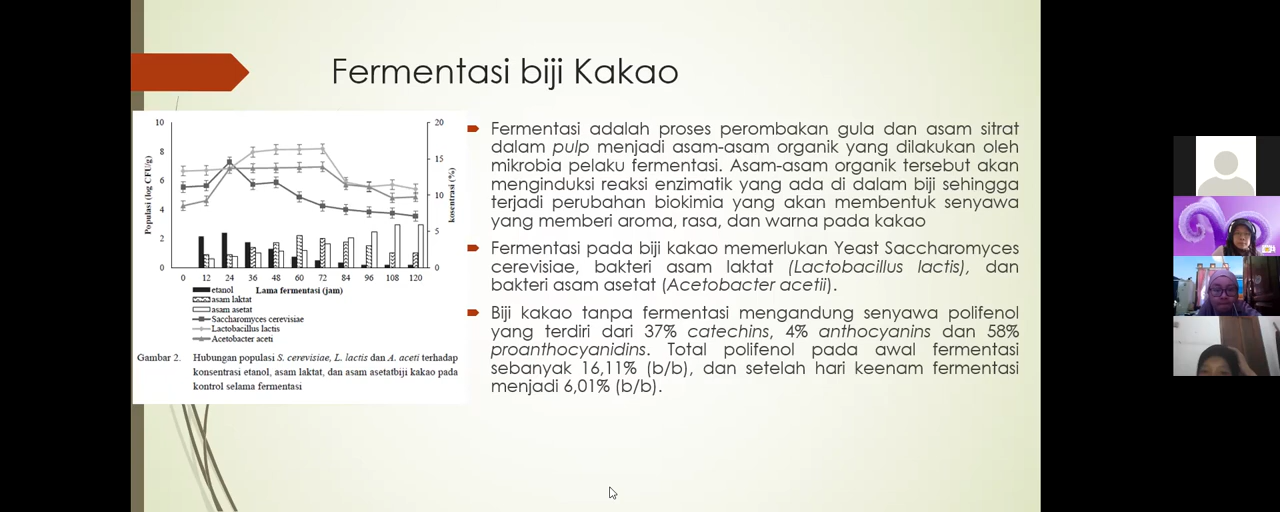 Fermentasi biji Kakao
10
8
6
4
2
0
Populasi (log CFU/g)
20
15
10
5
0
kosentrasi (%)
0 12 24 36 48 60 72 84 96 108 120
Lama fermentasi (jam)
etanol
asam laktat
asam asetat
Saccharomyces cerevisiae
Lactobacillus lactis
Acetobacter aceti
Gambar 2. Hubungan populasi S. cerevisiae, L. lactis dan A. aceti terhadap
konsentrasi etanol, asam laktat, dan asam asetatbiji kakao pada
kontrol selama fermentasi
Fermentasi adalah proses perombakan gula dan asam sitrat
dalam pulp menjadi asam-asam organik yang dilakukan oleh
mikrobia pelaku fermentasi. Asam-asam organik tersebut akan
menginduksi reaksi enzimatik yang ada di dalam biji sehingga
terjadi perubahan biokimia yang akan membentuk senyawa
yang memberi aroma, rasa, dan warna pada kakao
Fermentasi pada biji kakao memerlukan Yeast Saccharomyces
cerevisiae, bakteri asam laktat (Lactobacillus lactis), dan
bakteri asam asetat (Acetobacter acetii).
Biji kakao tanpa fermentasi mengandung senyawa polifenol
yang terdiri dari 37% catechins, 4% anthocyanins dan 58%
proanthocyanidins. Total polifenol pada awal fermentasi
sebanyak 16,11% (b/b), dan setelah hari keenam fermentasi
menjadi 6,01% (b/b).